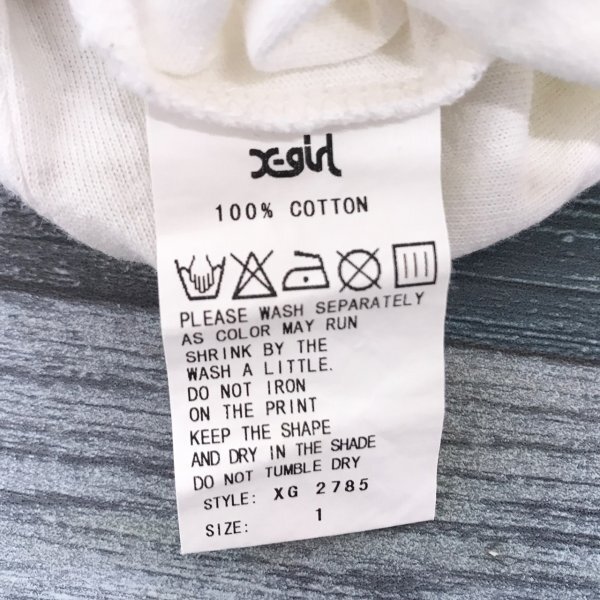 X-girl
100% COTTON
PLEASE WASH SEPARATELY
AS COLOR MAY RUN
SHRINK BY THE
WASH A LITTLE.
DO NOT IRON
ON THE PRINT
KEEP THE SHAPE
AND DRY IN THE SHADE
DO NOT TUMBLE DRY
STYLE: XG 2785
SIZE: 1